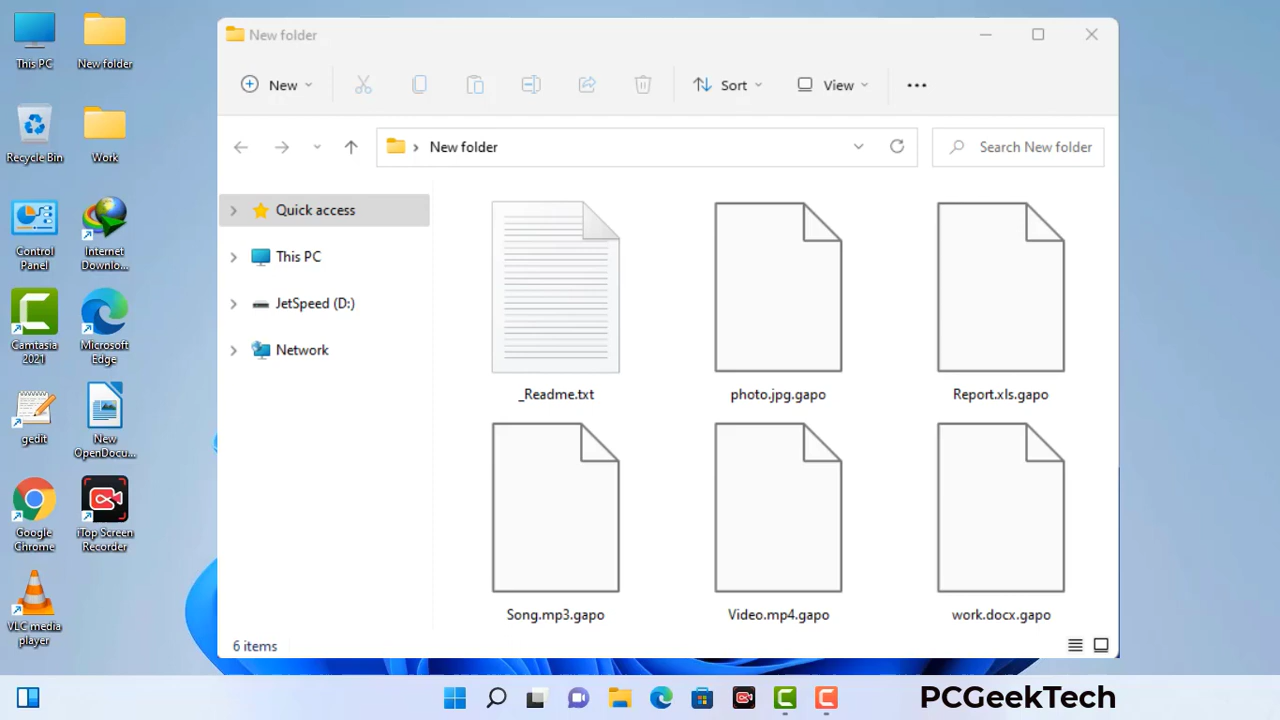 This PC
New folder
Recycle Bin
Work
Control
Panel
Internet
Downlo...
Camtasia
2021
Microsoft
Edge
gedit
New
OpenDocu...
Google
Chrome
iTop Screen
Recorder
VLC media
player
New folder
New
Sort
View
New folder
Search New folder
Quick access
This PC
JetSpeed (D:)
Network
_Readme.txt
photo.jpg.gapo
Report.xls.gapo
Song.mp3.gapo
Video.mp4.gapo
work.docx.gapo
6 items
PCGeekTech